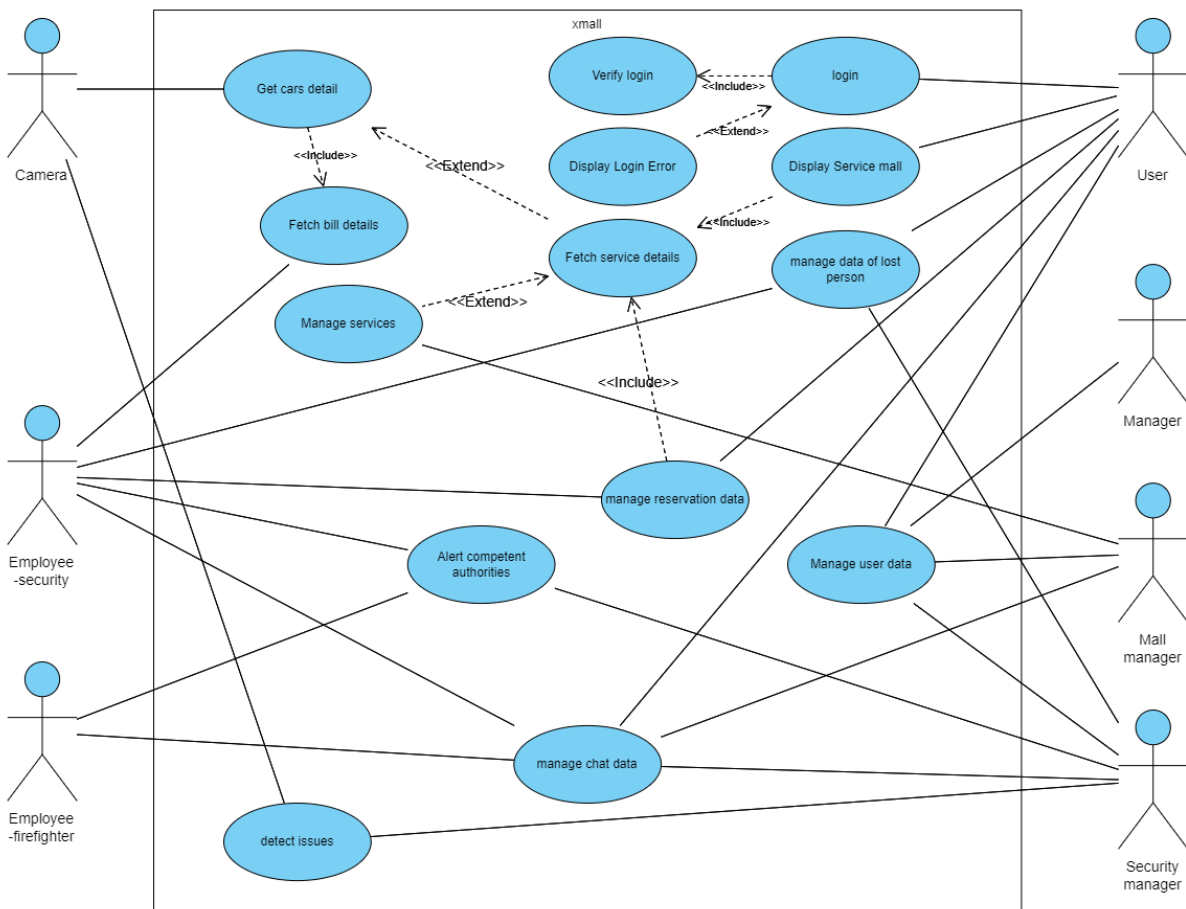 xmall
Verify login
login
<<Include>>
Get cars detail
<<Extend>>
<<Include>>
<<Extend>>
Display Login Error
Display Service mall
Camera
User
Fetch bill details
<<Include>>
Fetch service details
manage data of lost
person
<<Extend>>
Manage services
<<Include>>
Manager
manage reservation data
Employee
-security
Alert competent
authorities
Manage user data
Mall
manager
manage chat data
Employee
-firefighter
detect issues
Security
manager